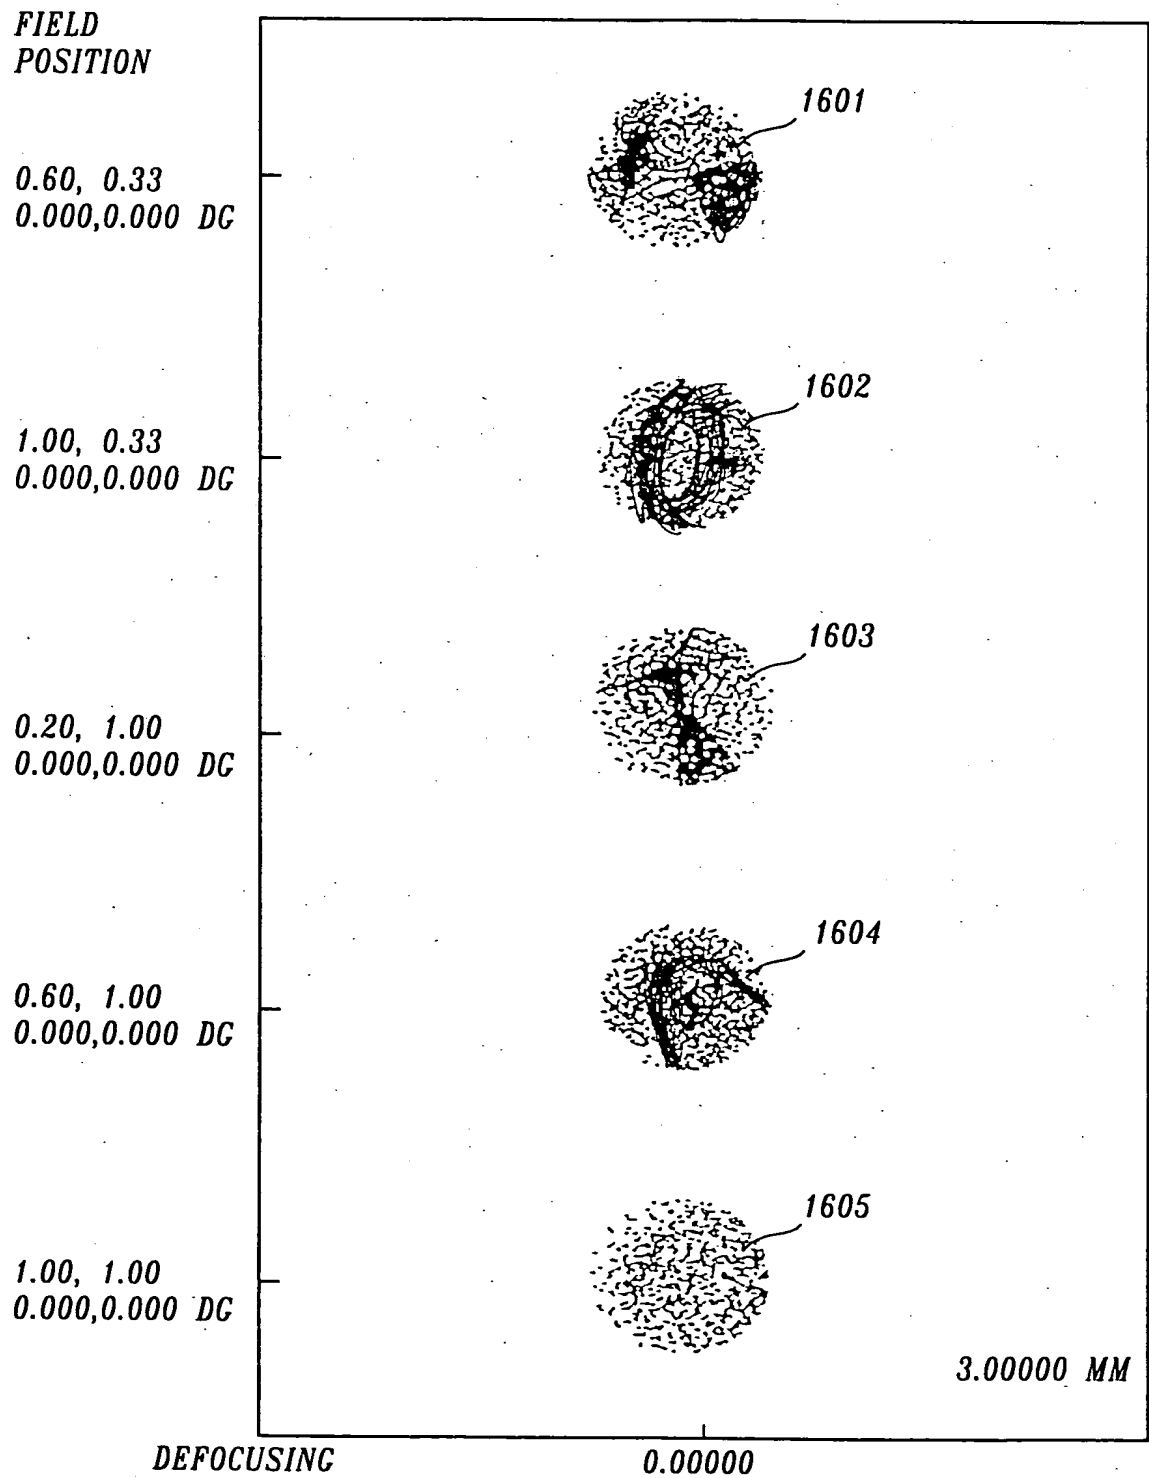 FIELD
POSITION
1601
0.60, 0.33
0.000,0.000 DG
1602
1.00, 0.33
0.000,0.000 DG
1603
0.20, 1.00
0.000,0.000 DG
1604
0.60, 1.00
0.000,0.000 DG
1605
1.00, 1.00
0.000,0.000 DG
3.00000 MM
DEFOCUSING 0.00000